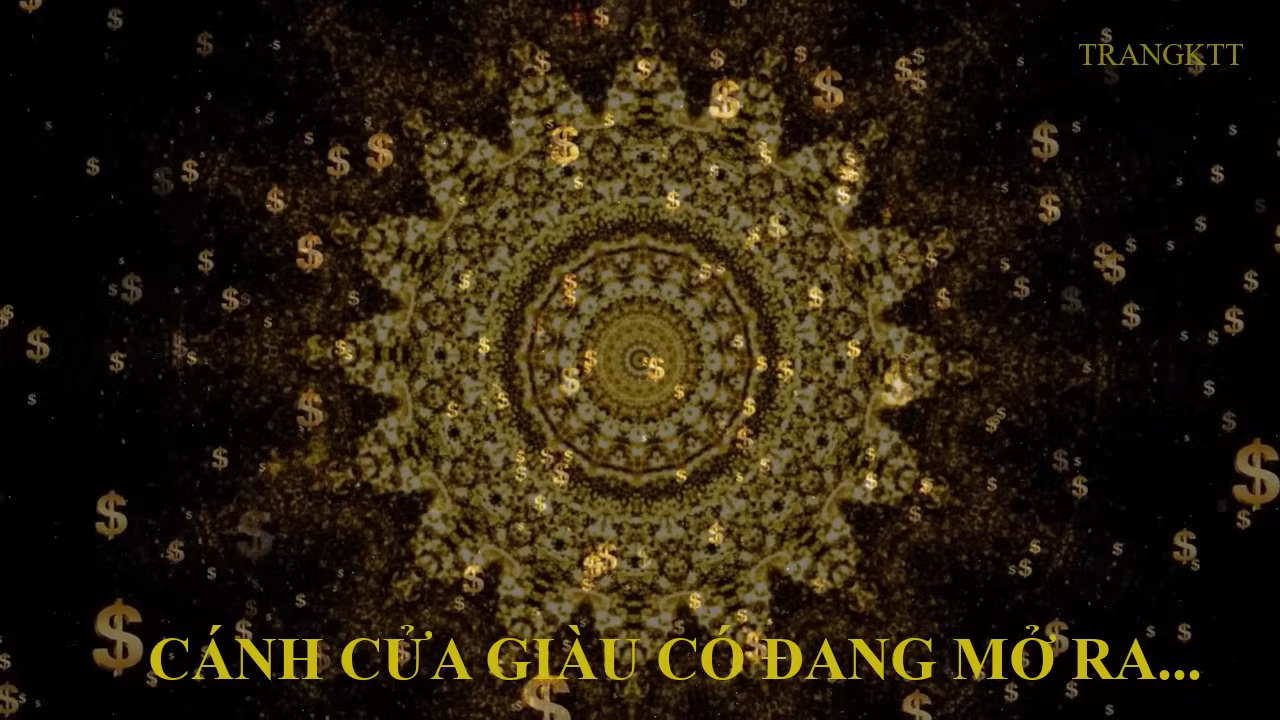 TRANGKTT
CÁNH CỬA GIÀU CÓ ĐANG MỞ RA...